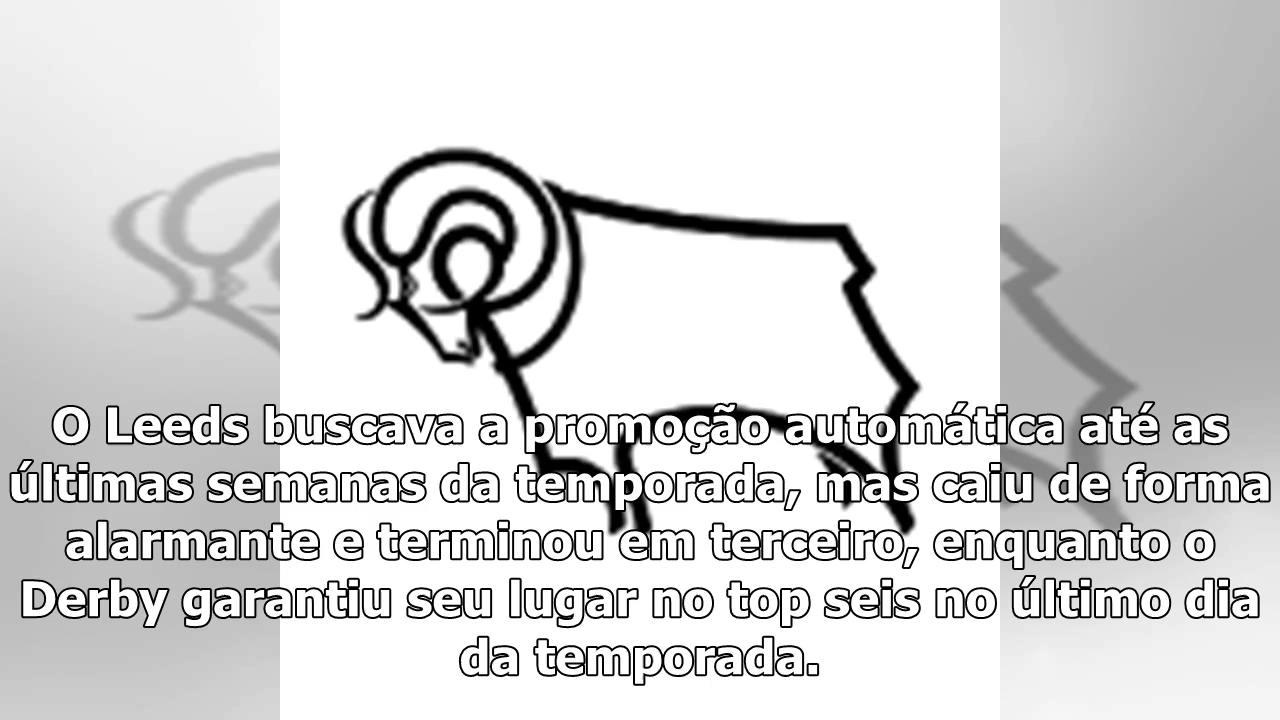 O Leeds buscava a promoção automática até as
últimas semanas da temporada, mas caiu de forma
alarmante e terminou em terceiro, enquanto o
Derby garantiu seu lugar no top seis no último dia
da temporada.